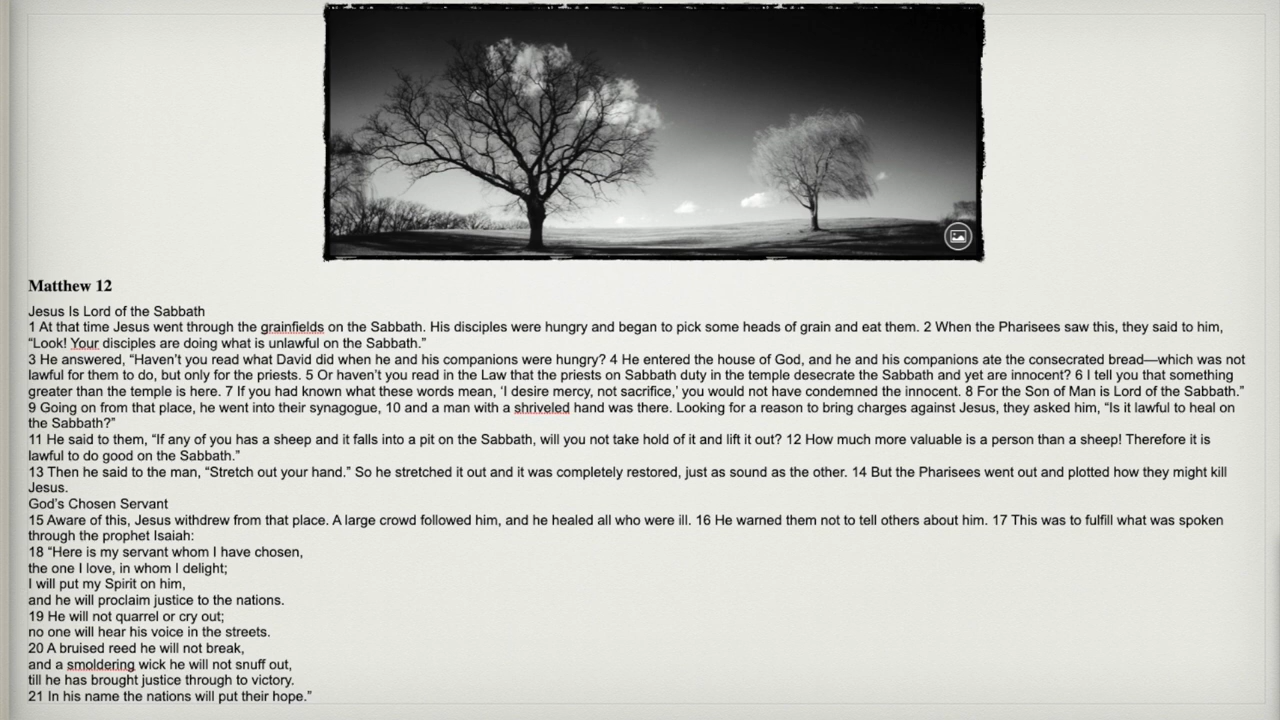 Matthew 12
Jesus Is Lord of the Sabbath
1 At that time Jesus went through the grainfields on the Sabbath. His disciples were hungry and began to pick some heads of grain and eat them. 2 When the Pharisees saw this, they said to him,
“Look! Your disciples are doing what is unlawful on the Sabbath.”
3 He answered, “Haven’t you read what David did when he and his companions were hungry? 4 He entered the house of God, and he and his companions ate the consecrated bread—which was not
lawful for them to do, but only for the priests. 5 Or haven’t you read in the Law that the priests on Sabbath duty in the temple desecrate the Sabbath and yet are innocent? 6 I tell you that something
greater than the temple is here. 7 If you had known what these words mean, ‘I desire mercy, not sacrifice,’ you would not have condemned the innocent. 8 For the Son of Man is Lord of the Sabbath.”
9 Going on from that place, he went into their synagogue, 10 and a man with a shriveled hand was there. Looking for a reason to bring charges against Jesus, they asked him, “Is it lawful to heal on
the Sabbath?”
11 He said to them, “If any of you has a sheep and it falls into a pit on the Sabbath, will you not take hold of it and lift it out? 12 How much more valuable is a person than a sheep! Therefore it is
lawful to do good on the Sabbath.”
13 Then he said to the man, “Stretch out your hand.” So he stretched it out and it was completely restored, just as sound as the other. 14 But the Pharisees went out and plotted how they might kill
Jesus.
God’s Chosen Servant
15 Aware of this, Jesus withdrew from that place. A large crowd followed him, and he healed all who were ill. 16 He warned them not to tell others about him. 17 This was to fulfill what was spoken
through the prophet Isaiah:
18 “Here is my servant whom I have chosen,
the one I love, in whom I delight;
I will put my Spirit on him,
and he will proclaim justice to the nations.
19 He will not quarrel or cry out;
no one will hear his voice in the streets.
20 A bruised reed he will not break,
and a smoldering wick he will not snuff out,
till he has brought justice through to victory.
21 In his name the nations will put their hope.”